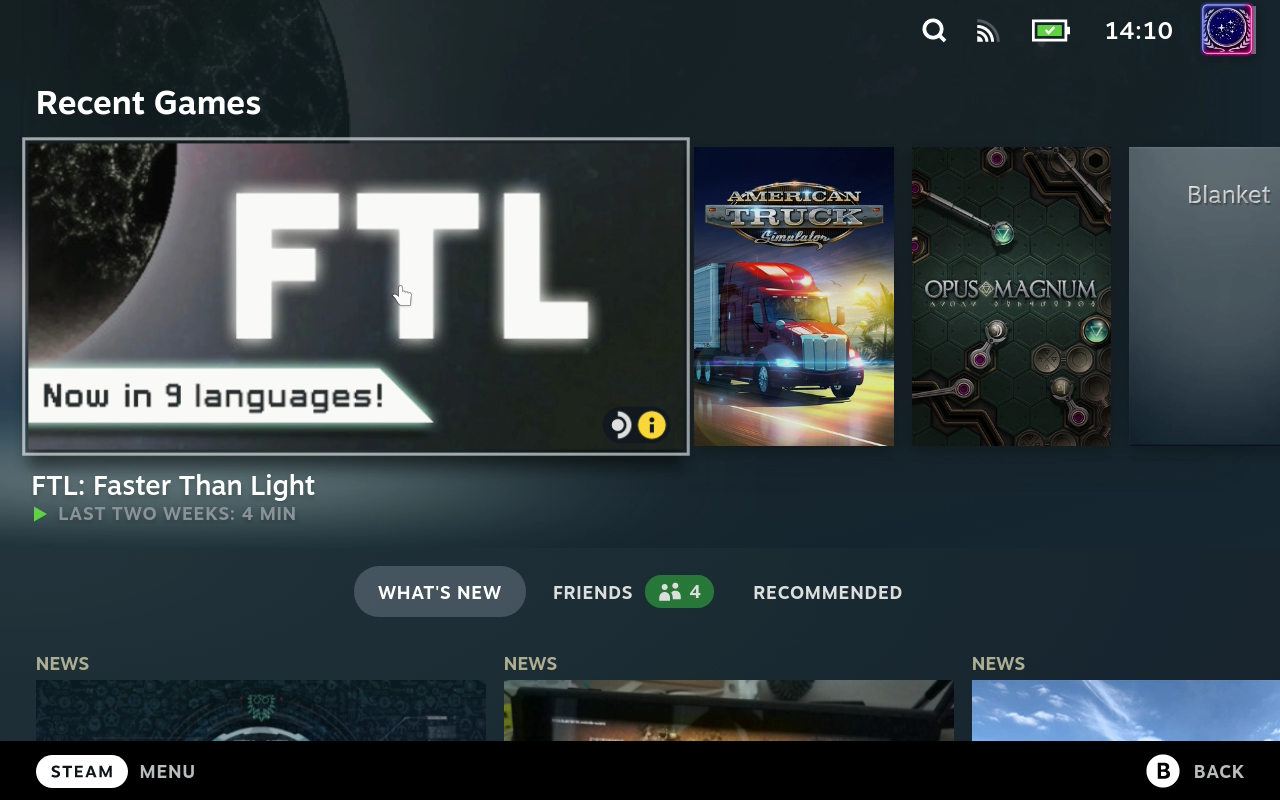 14:10
Recent Games
FTL
Now in 9 languages!
AMERICAN
TRUCK
Simulator
OPUS MAGNUM
Blanket
FTL: Faster Than Light
LAST TWO WEEKS: 4 MIN
WHAT'S NEW
FRIENDS
4
RECOMMENDED
NEWS
NEWS
NEWS
STEAM
MENU
B
BACK